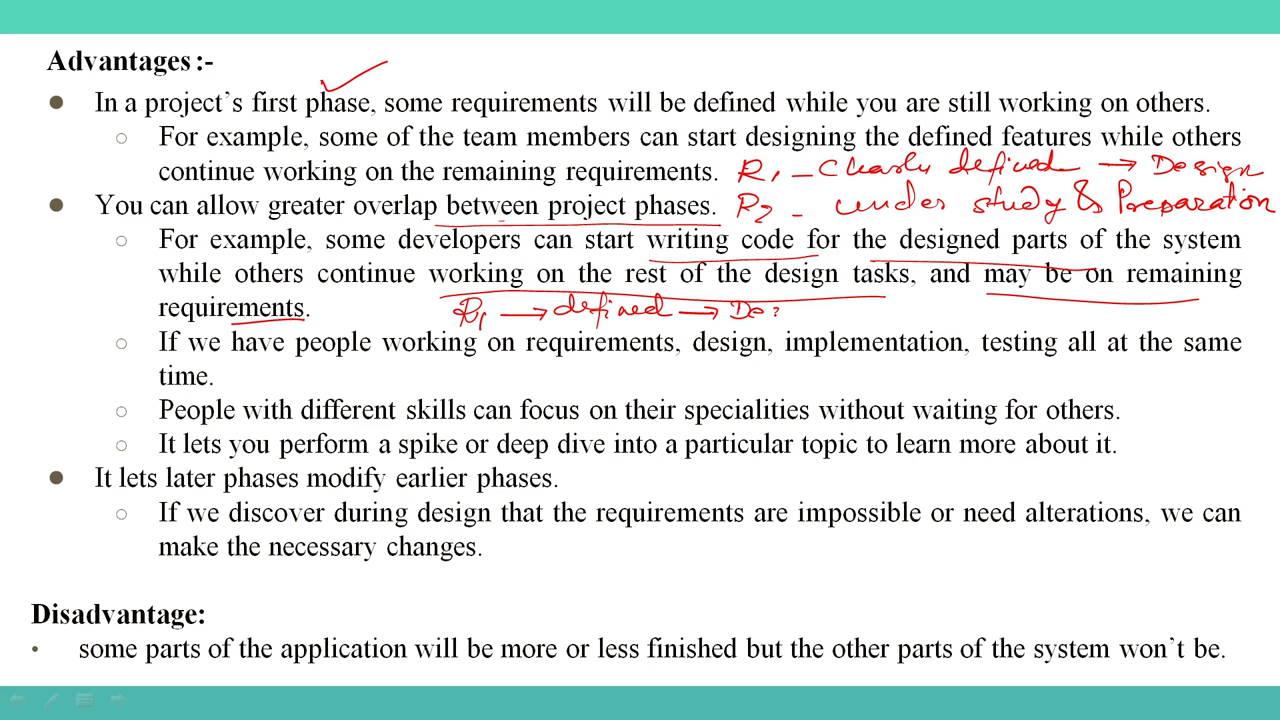 Advantages :-
● In a project's first phase, some requirements will be defined while you are still working on others.
○ For example, some of the team members can start designing the defined features while others
continue working on the remaining requirements. R1 - Clearly defined → Design
● You can allow greater overlap between project phases. R2 - under study & Preparation
○ For example, some developers can start writing code for the designed parts of the system
while others continue working on the rest of the design tasks, and may be on remaining
requirements. R1 → defined → De
○ If we have people working on requirements, design, implementation, testing all at the same
time.
○ People with different skills can focus on their specialities without waiting for others.
○ It lets you perform a spike or deep dive into a particular topic to learn more about it.
● It lets later phases modify earlier phases.
○ If we discover during design that the requirements are impossible or need alterations, we can
make the necessary changes.
Disadvantage:
• some parts of the application will be more or less finished but the other parts of the system won't be.